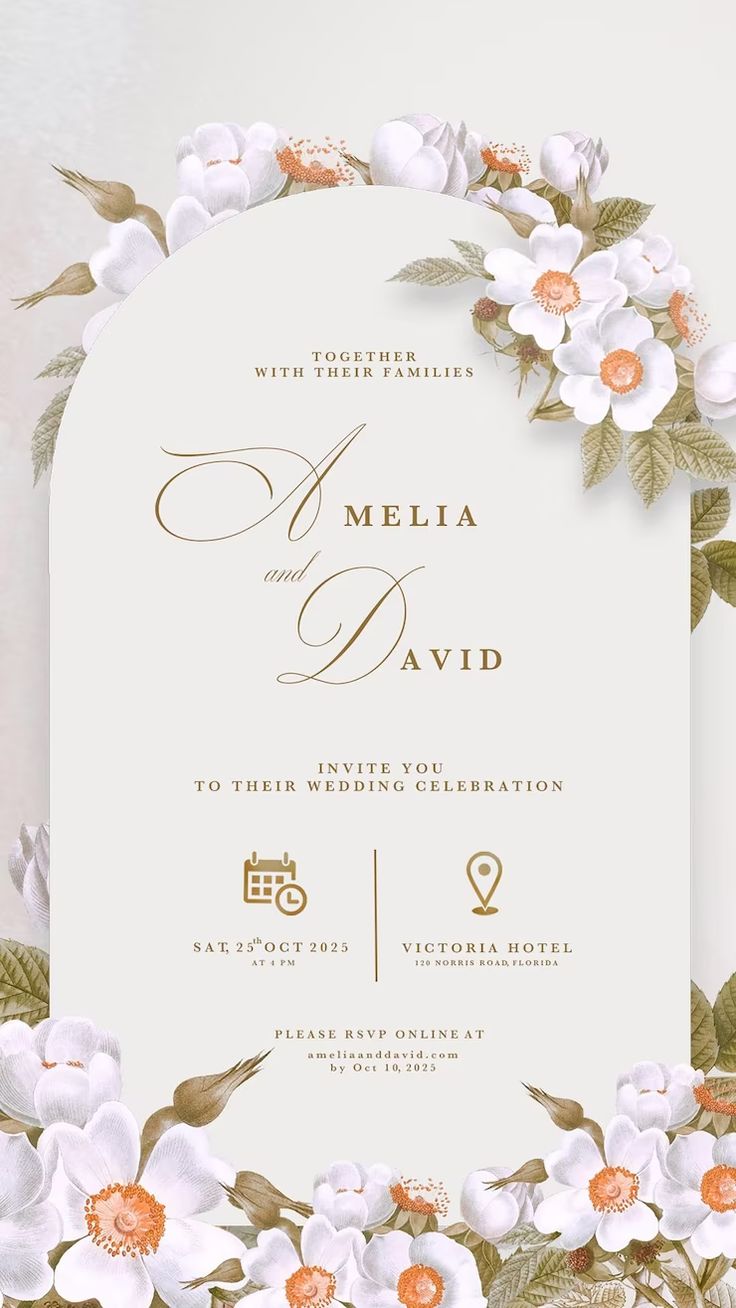 TOGETHER
WITH THEIR FAMILIES
AMELIA
and
DAVID
INVITE YOU
TO THEIR WEDDING CELEBRATION
SAT, 25th OCT 2025
AT 4 PM
VICTORIA HOTEL
120 NORRIS ROAD, FLORIDA
PLEASE RSVP ONLINE AT
ameliaanddavid.com
by Oct 10, 2025